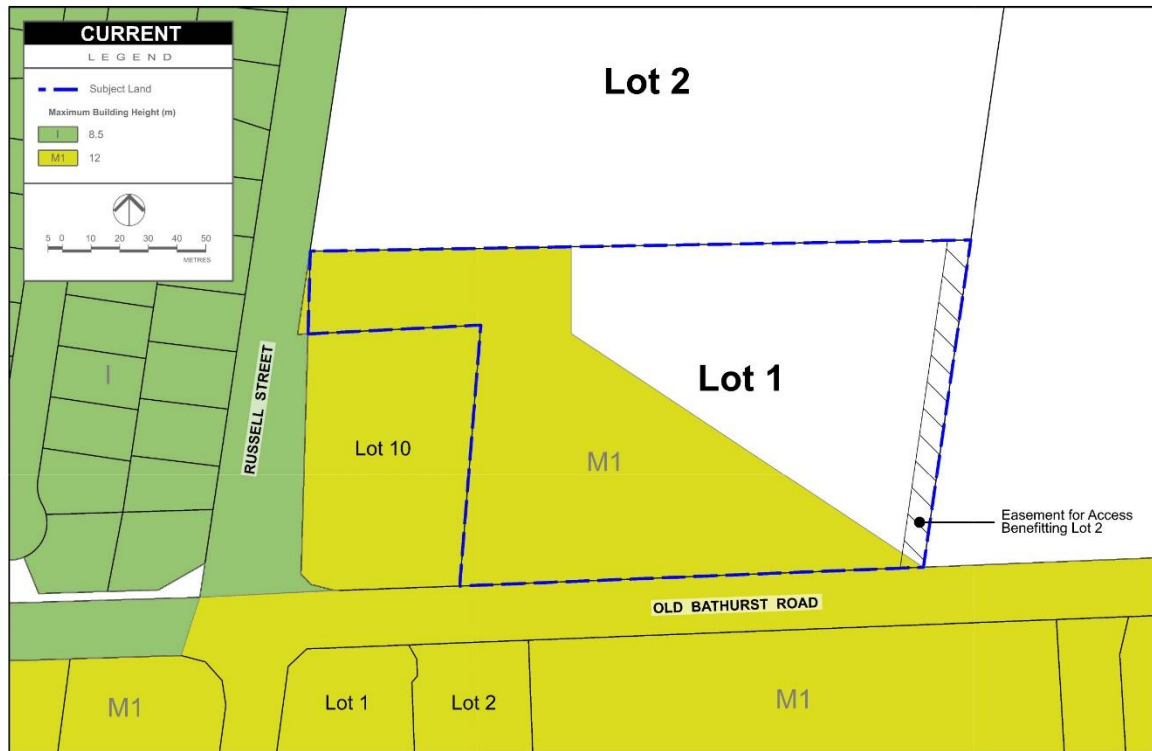 CURRENT
LEGEND
Subject Land
Maximum Building Height (m)
I 8.5
M1 12
5 0 10 20 30 40 50
METRES
Lot 2
Lot 1
I
RUSSELL STREET
Lot 10
M1
Easement for Access
Benefitting Lot 2
OLD BATHURST ROAD
M1
Lot 1
Lot 2
M1